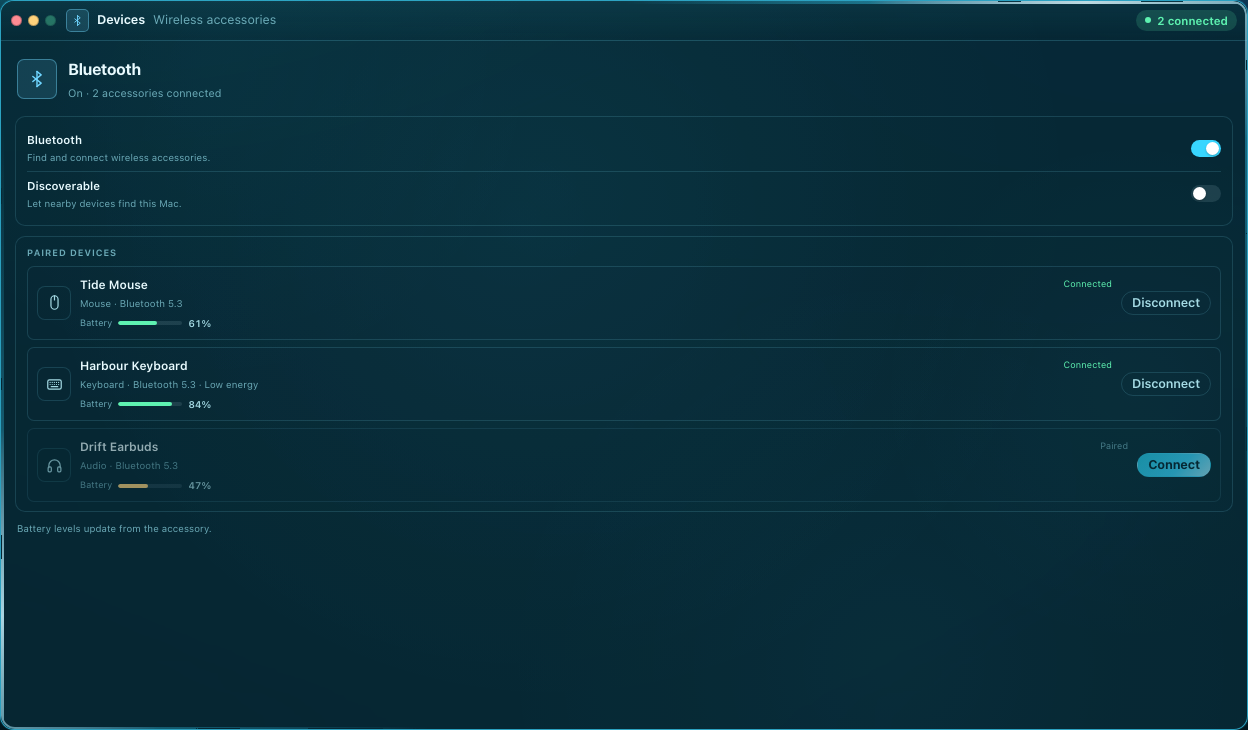 Devices Wireless accessories
2 connected
Bluetooth
On · 2 accessories connected
Bluetooth
Find and connect wireless accessories.
Discoverable
Let nearby devices find this Mac.
PAIRED DEVICES
Tide Mouse
Connected
Mouse · Bluetooth 5.3
Disconnect
Battery 61%
Harbour Keyboard
Connected
Keyboard · Bluetooth 5.3 · Low energy
Disconnect
Battery 84%
Drift Earbuds
Paired
Audio · Bluetooth 5.3
Connect
Battery 47%
Battery levels update from the accessory.